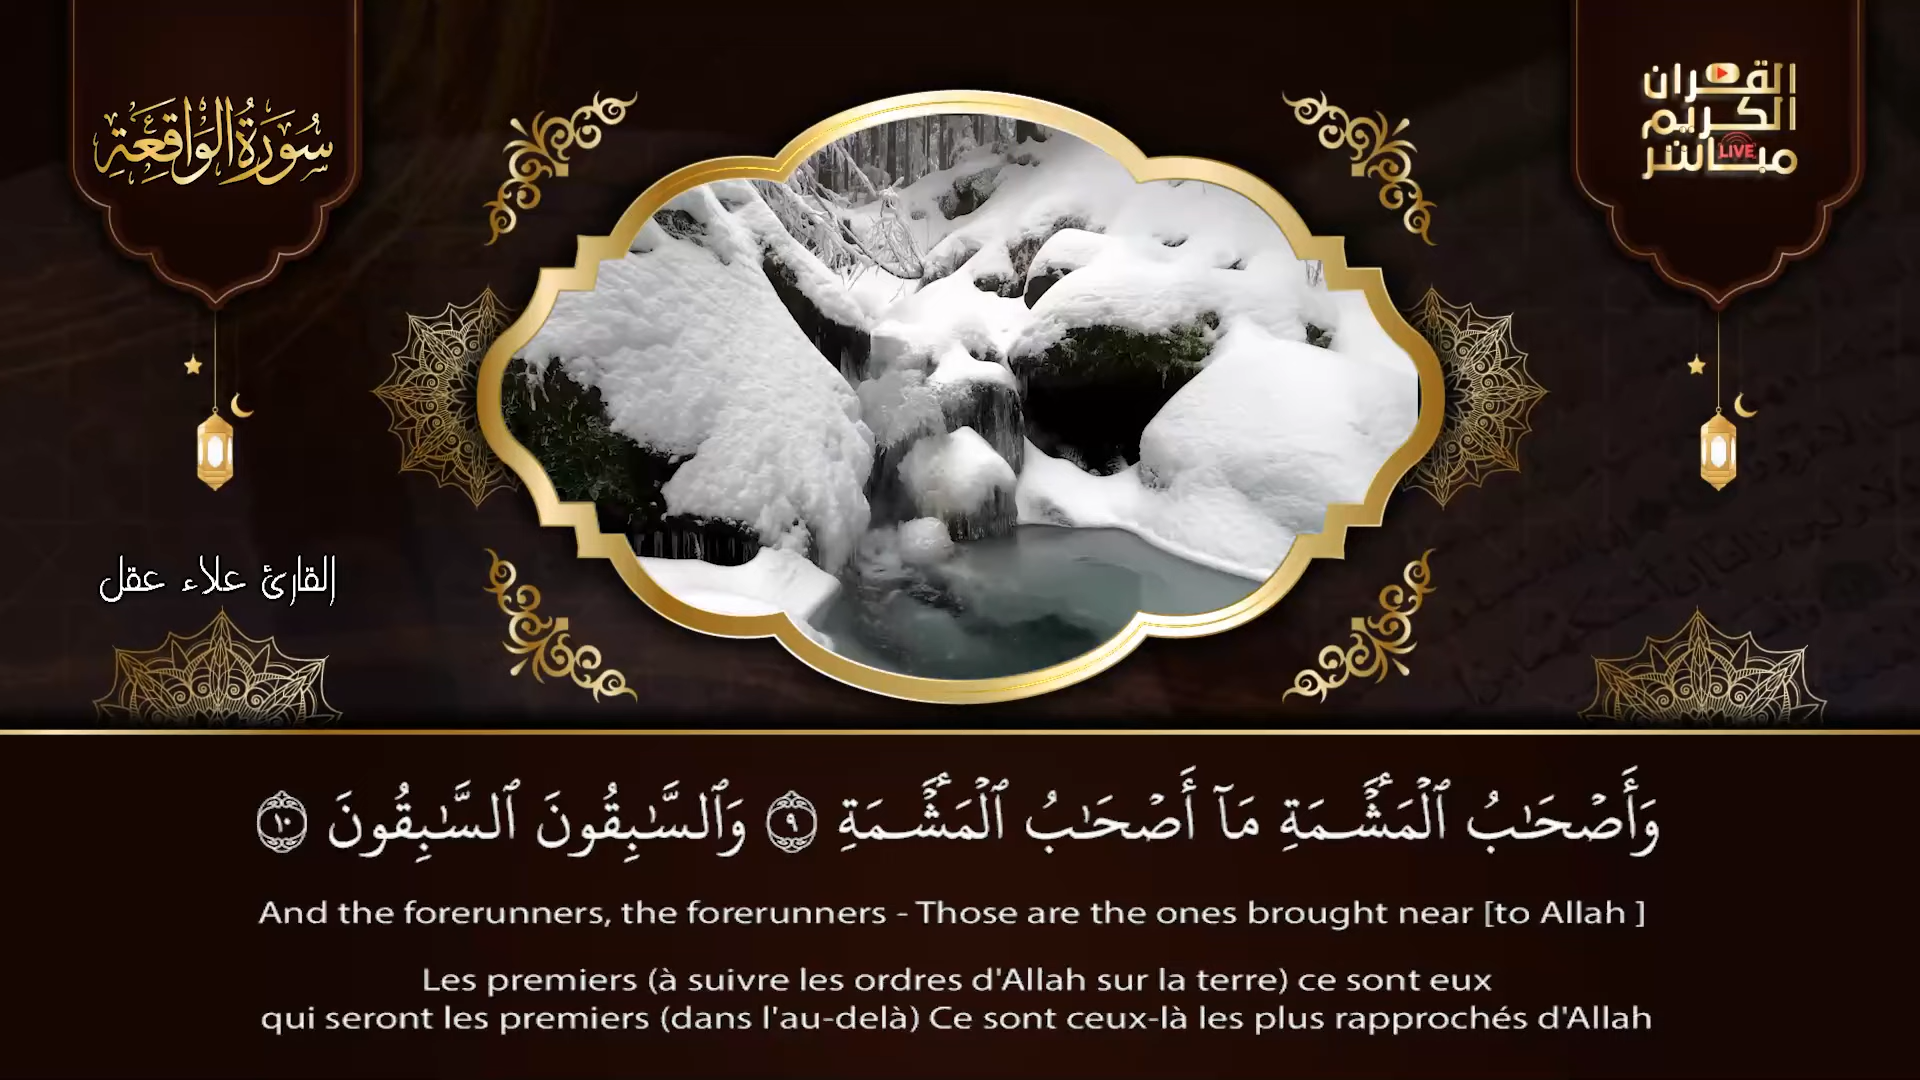 سُورَةُ الوَاقِعَةِ
القرآن
الكريم
مباشر
LIVE
القارئ علاء عقل
وَأَصۡحَٰبُ ٱلۡمَشۡـَٔمَةِ مَآ أَصۡحَٰبُ ٱلۡمَشۡـَٔمَةِ ٩ وَٱلسَّٰبِقُونَ ٱلسَّٰبِقُونَ ١٠
And the forerunners, the forerunners - Those are the ones brought near [to Allah ]
Les premiers (à suivre les ordres d'Allah sur la terre) ce sont eux
qui seront les premiers (dans l'au-delà) Ce sont ceux-là les plus rapprochés d'Allah